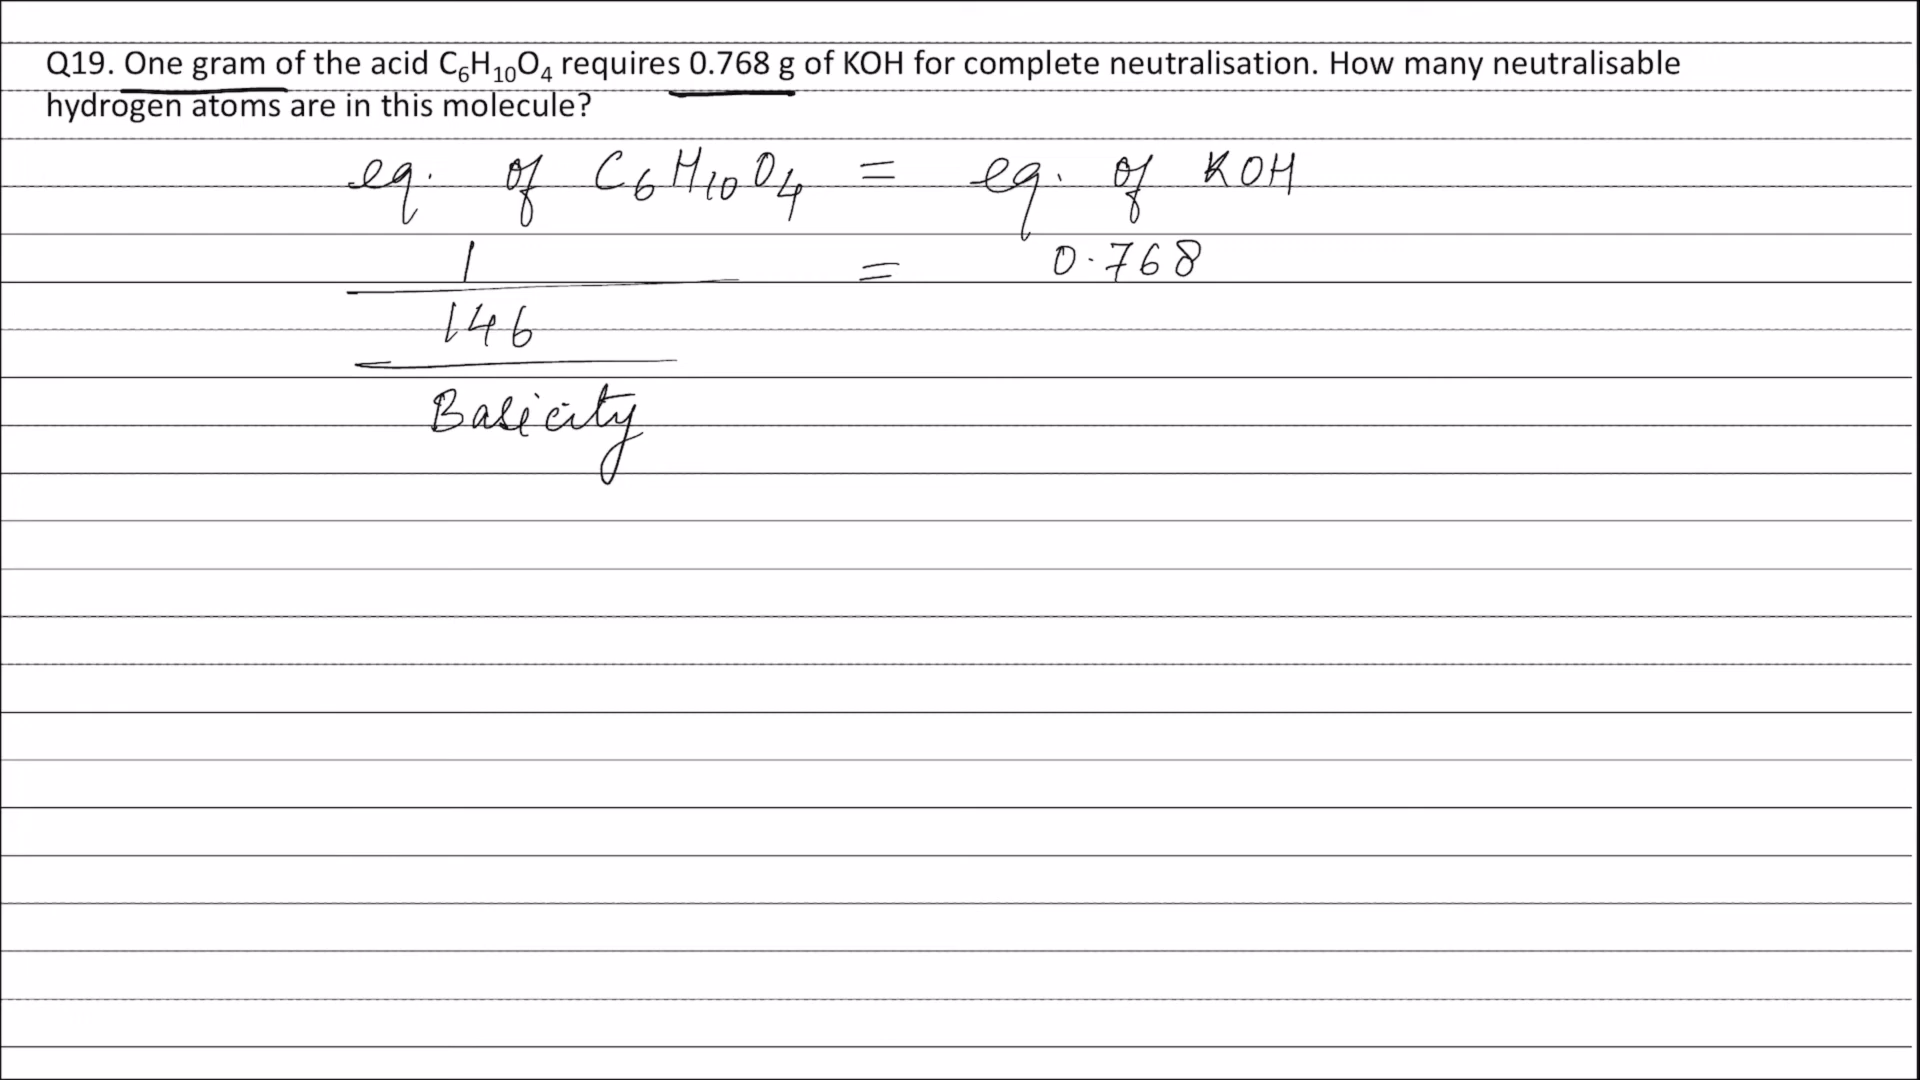 Q19. One gram of the acid C₆H₁₀O₄ requires 0.768 g of KOH for complete neutralisation. How many neutralisable
hydrogen atoms are in this molecule?
eq. of C₆H₁₀O₄ = eq. of KOH
1 = 0.768
146
Basicity